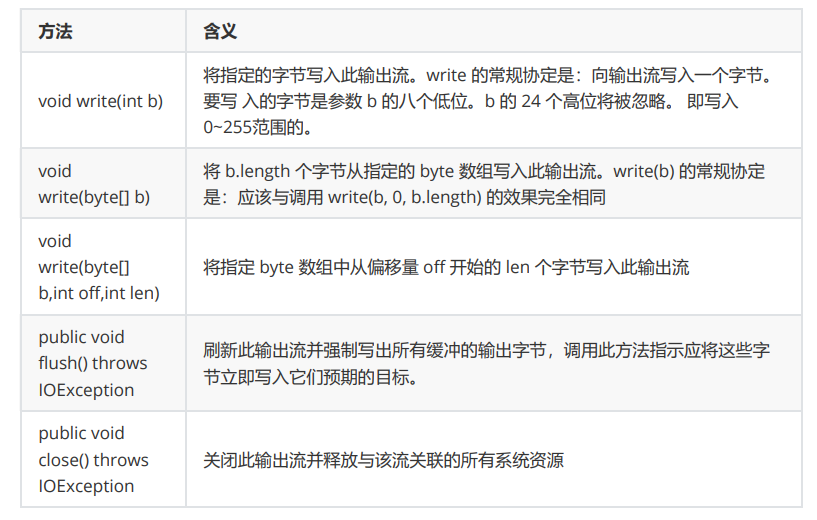 方法
含义
void write(int b)
将指定的字节写入此输出流。write 的常规协定是：向输出流写入一个字节。
要写 入的字节是参数 b 的八个低位。b 的 24 个高位将被忽略。 即写入
0~255范围的。
void
write(byte[] b)
将 b.length 个字节从指定的 byte 数组写入此输出流。write(b) 的常规协定
是：应该与调用 write(b, 0, b.length) 的效果完全相同
void
write(byte[]
b,int off,int len)
将指定 byte 数组中从偏移量 off 开始的 len 个字节写入此输出流
public void
flush() throws
IOException
刷新此输出流并强制写出所有缓冲的输出字节，调用此方法指示应将这些字
节立即写入它们预期的目标。
public void
close() throws
IOException
关闭此输出流并释放与该流关联的所有系统资源